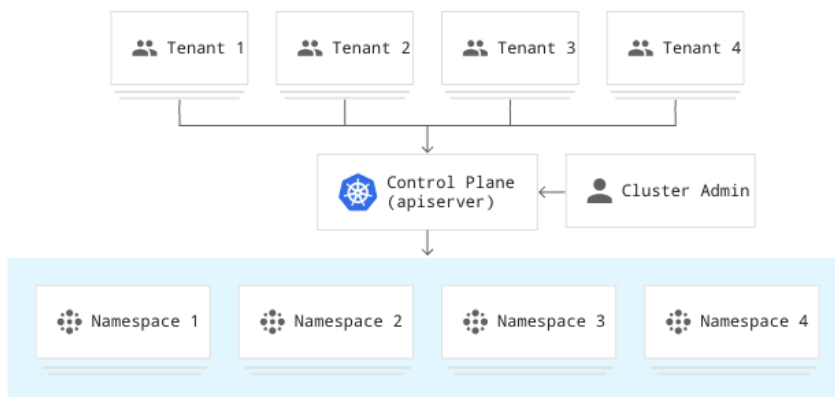 Tenant 1
Tenant 2
Tenant 3
Tenant 4
Control Plane
(apiserver)
Cluster Admin
Namespace 1
Namespace 2
Namespace 3
Namespace 4